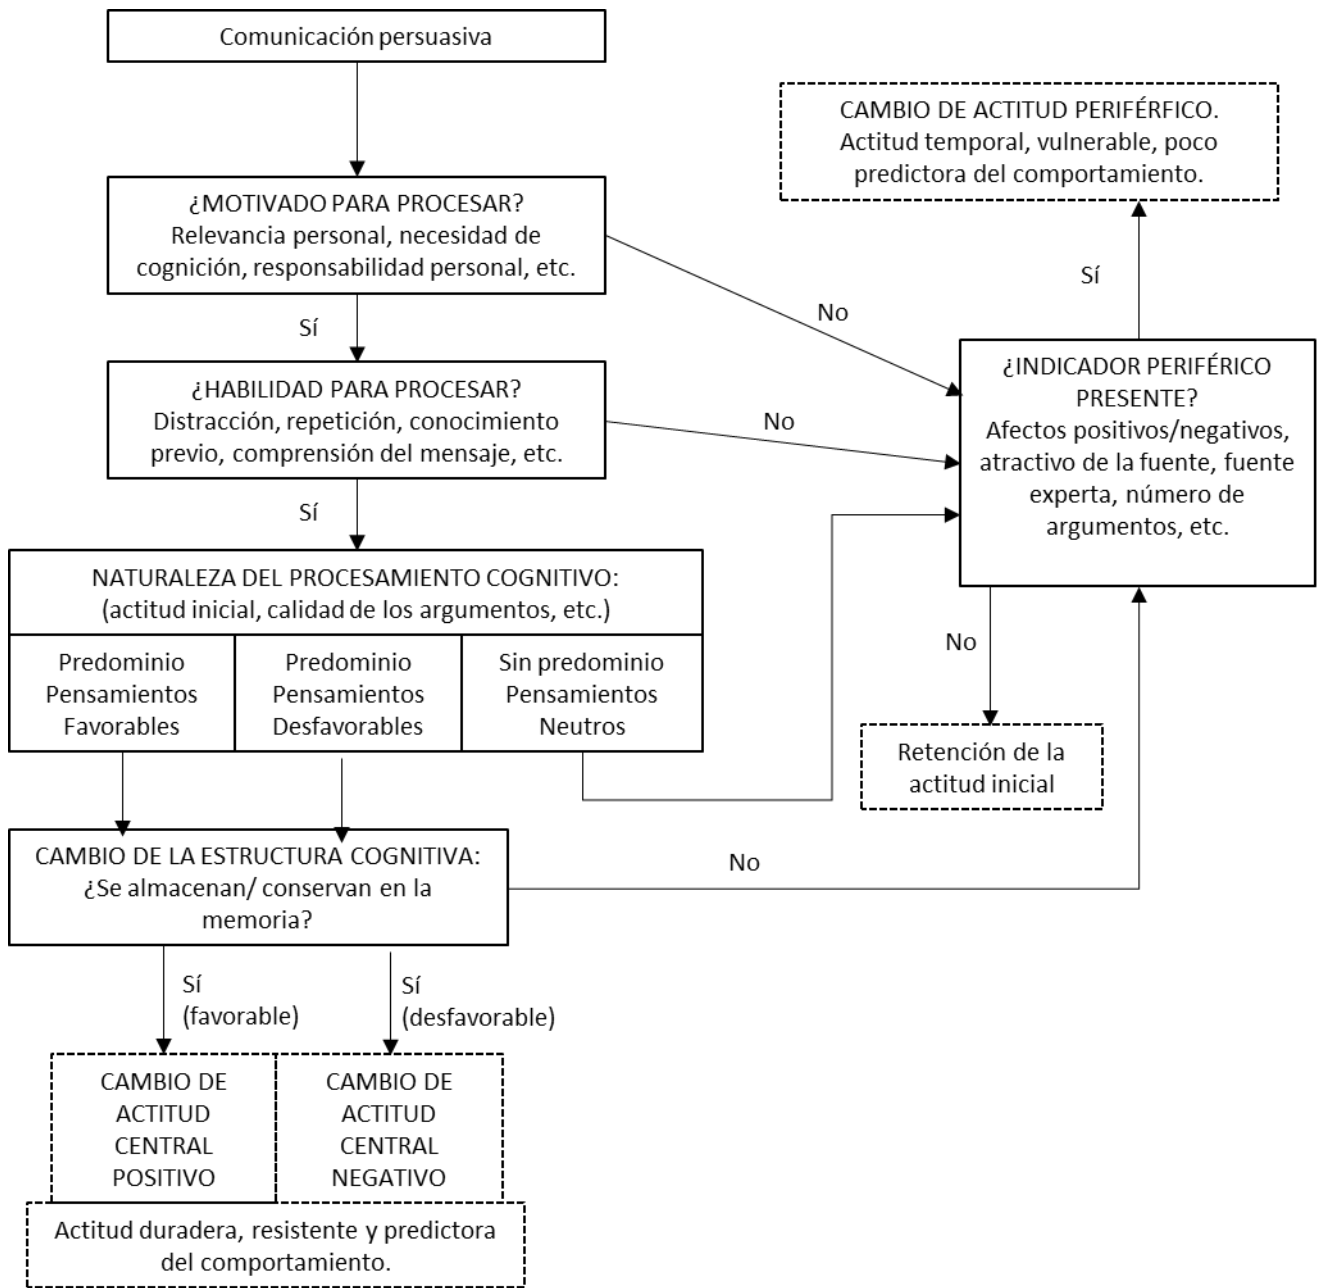 Comunicación persuasiva
CAMBIO DE ACTITUD PERIFÉRFICO.
Actitud temporal, vulnerable, poco
predictora del comportamiento.
¿MOTIVADO PARA PROCESAR?
Relevancia personal, necesidad de
cognición, responsabilidad personal, etc.
Sí
No
Sí
¿HABILIDAD PARA PROCESAR?
Distracción, repetición, conocimiento
previo, comprensión del mensaje, etc.
No
¿INDICADOR PERIFÉRICO
PRESENTE?
Afectos positivos/negativos,
atractivo de la fuente, fuente
experta, número de
argumentos, etc.
Sí
NATURALEZA DEL PROCESAMIENTO COGNITIVO:
(actitud inicial, calidad de los argumentos, etc.)
Predominio
Pensamientos
Favorables
Predominio
Pensamientos
Desfavorables
Sin predominio
Pensamientos
Neutros
No
Retención de la
actitud inicial
CAMBIO DE LA ESTRUCTURA COGNITIVA:
¿Se almacenan/ conservan en la
memoria?
No
Sí
(favorable)
Sí
(desfavorable)
CAMBIO DE
ACTITUD
CENTRAL
POSITIVO
CAMBIO DE
ACTITUD
CENTRAL
NEGATIVO
Actitud duradera, resistente y predictora
del comportamiento.